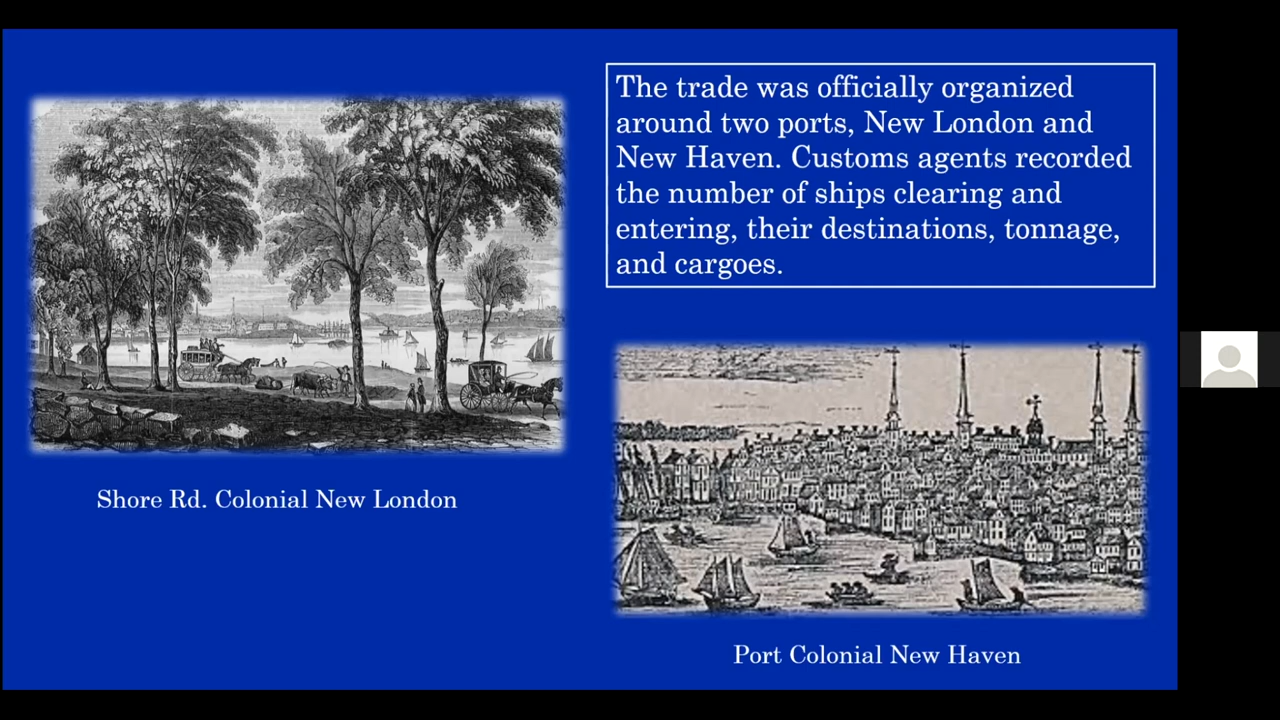 The trade was officially organized
around two ports, New London and
New Haven. Customs agents recorded
the number of ships clearing and
entering, their destinations, tonnage,
and cargoes.
Shore Rd. Colonial New London
Port Colonial New Haven